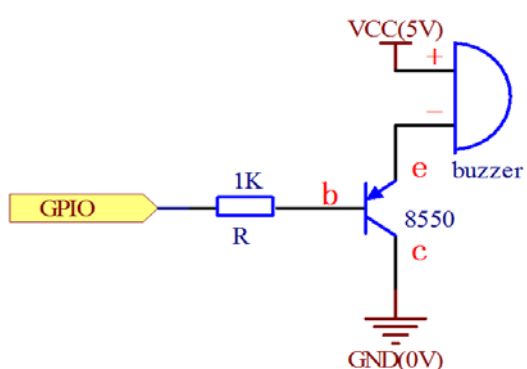 VCC(5V)
+
−
buzzer
e
1K
b
GPIO
8550
R
c
GND(0V)